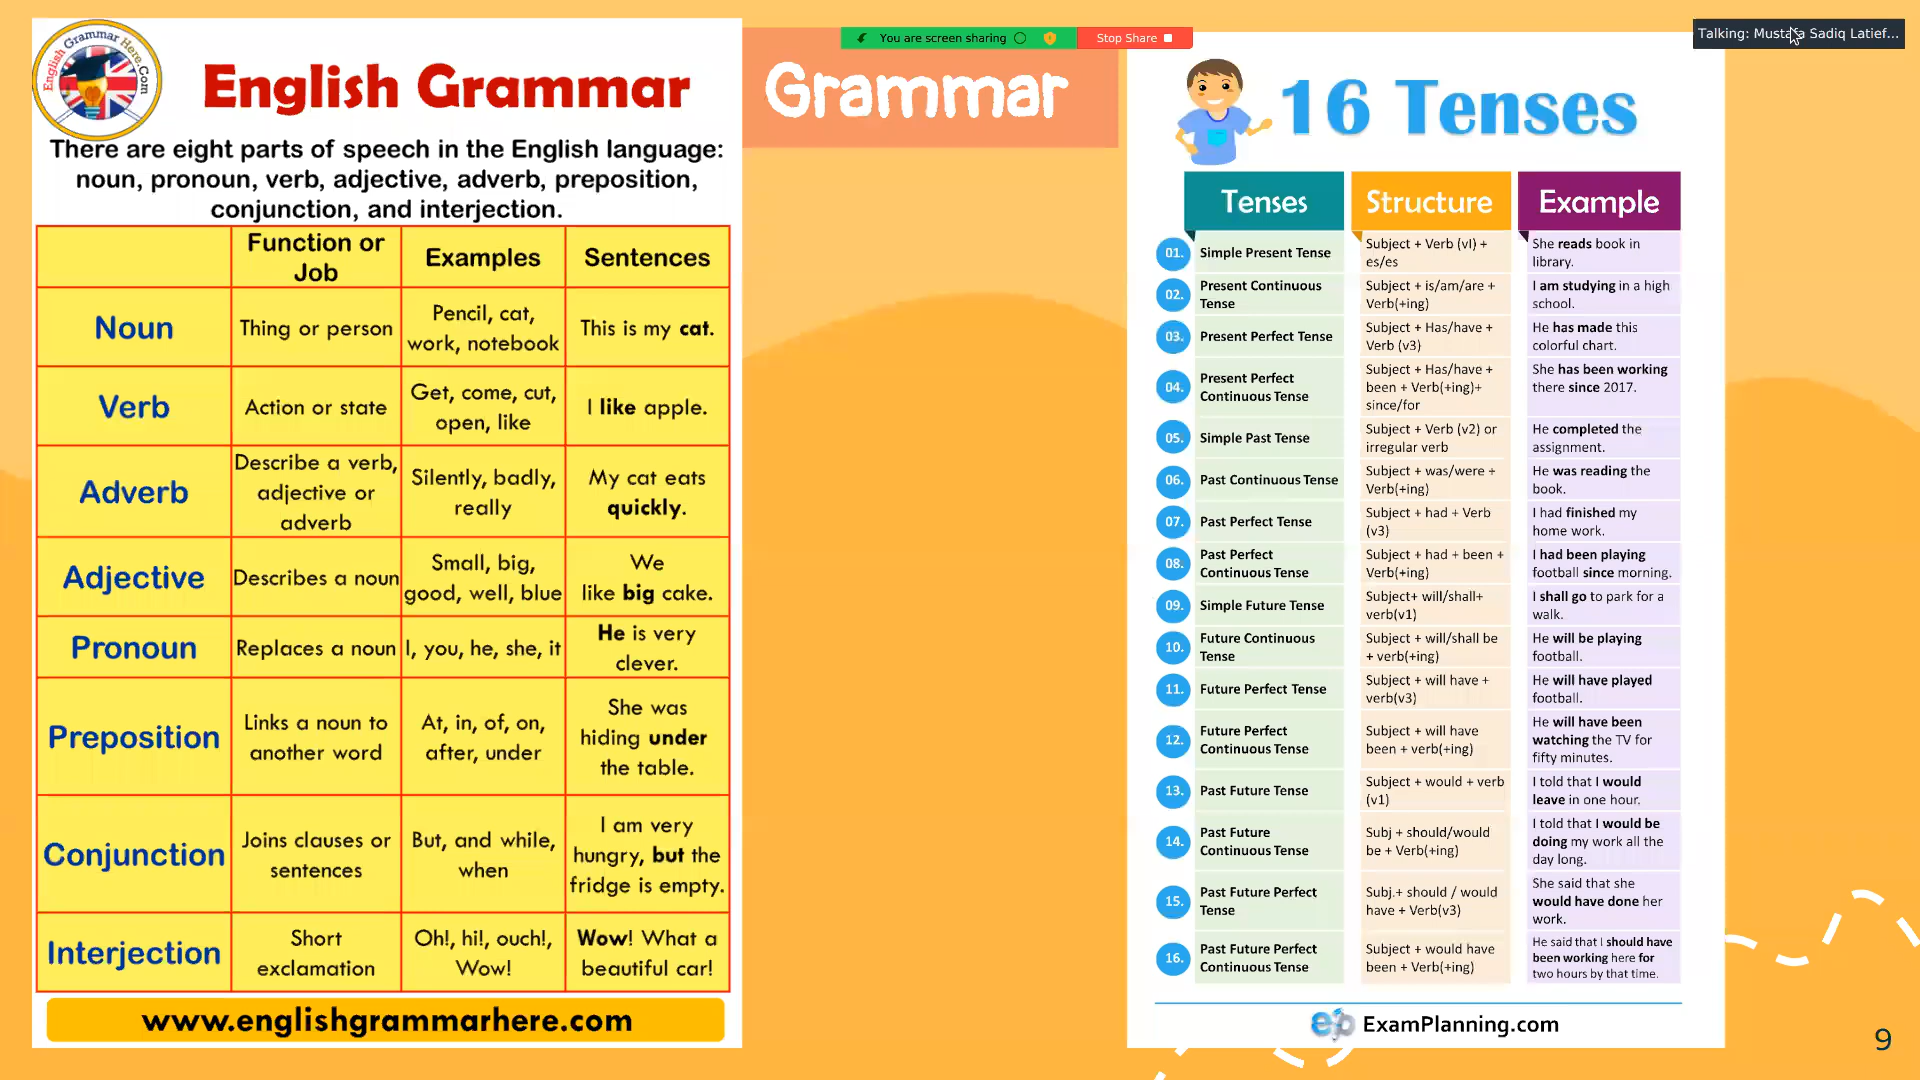 English Grammar Here.Com
English Grammar
There are eight parts of speech in the English language:
noun, pronoun, verb, adjective, adverb, preposition,
conjunction, and interjection.
Function or
Job
Examples
Sentences
Noun
Thing or person
Pencil, cat,
work, notebook
This is my cat.
Verb
Action or state
Get, come, cut,
open, like
I like apple.
Adverb
Describe a verb,
adjective or
adverb
Silently, badly,
really
My cat eats
quickly.
Adjective
Describes a noun
Small, big,
good, well, blue
We
like big cake.
Pronoun
Replaces a noun
I, you, he, she, it
He is very
clever.
Preposition
Links a noun to
another word
At, in, of, on,
after, under
She was
hiding under
the table.
Conjunction
Joins clauses or
sentences
But, and while,
when
I am very
hungry, but the
fridge is empty.
Interjection
Short
exclamation
Oh!, hi!, ouch!,
Wow!
Wow! What a
beautiful car!
www.englishgrammarhere.com
You are screen sharing
Stop Share
Grammar
Talking: Mustafa Sadiq Latief...
16 Tenses
Tenses
Structure
Example
01.
Simple Present Tense
Subject + Verb (vI) +
es/es
She reads book in
library.
02.
Present Continuous
Tense
Subject + is/am/are +
Verb(+ing)
I am studying in a high
school.
03.
Present Perfect Tense
Subject + Has/have +
Verb (v3)
He has made this
colorful chart.
04.
Present Perfect
Continuous Tense
Subject + Has/have +
been + Verb(+ing)+
since/for
She has been working
there since 2017.
05.
Simple Past Tense
Subject + Verb (v2) or
irregular verb
He completed the
assignment.
06.
Past Continuous Tense
Subject + was/were +
Verb(+ing)
He was reading the
book.
07.
Past Perfect Tense
Subject + had + Verb
(v3)
I had finished my
home work.
08.
Past Perfect
Continuous Tense
Subject + had + been +
Verb(+ing)
I had been playing
football since morning.
09.
Simple Future Tense
Subject+ will/shall+
verb(v1)
I shall go to park for a
walk.
10.
Future Continuous
Tense
Subject + will/shall be
+ verb(+ing)
He will be playing
football.
11.
Future Perfect Tense
Subject + will have +
verb(v3)
He will have played
football.
12.
Future Perfect
Continuous Tense
Subject + will have
been + verb(+ing)
He will have been
watching the TV for
fifty minutes.
13.
Past Future Tense
Subject + would + verb
(v1)
I told that I would
leave in one hour.
14.
Past Future
Continuous Tense
Subj + should/would
be + Verb(+ing)
I told that I would be
doing my work all the
day long.
15.
Past Future Perfect
Tense
Subj.+ should / would
have + Verb(v3)
She said that she
would have done her
work.
16.
Past Future Perfect
Continuous Tense
Subject + would have
been + Verb(+ing)
He said that I should have
been working here for
two hours by that time.
ep ExamPlanning.com
9